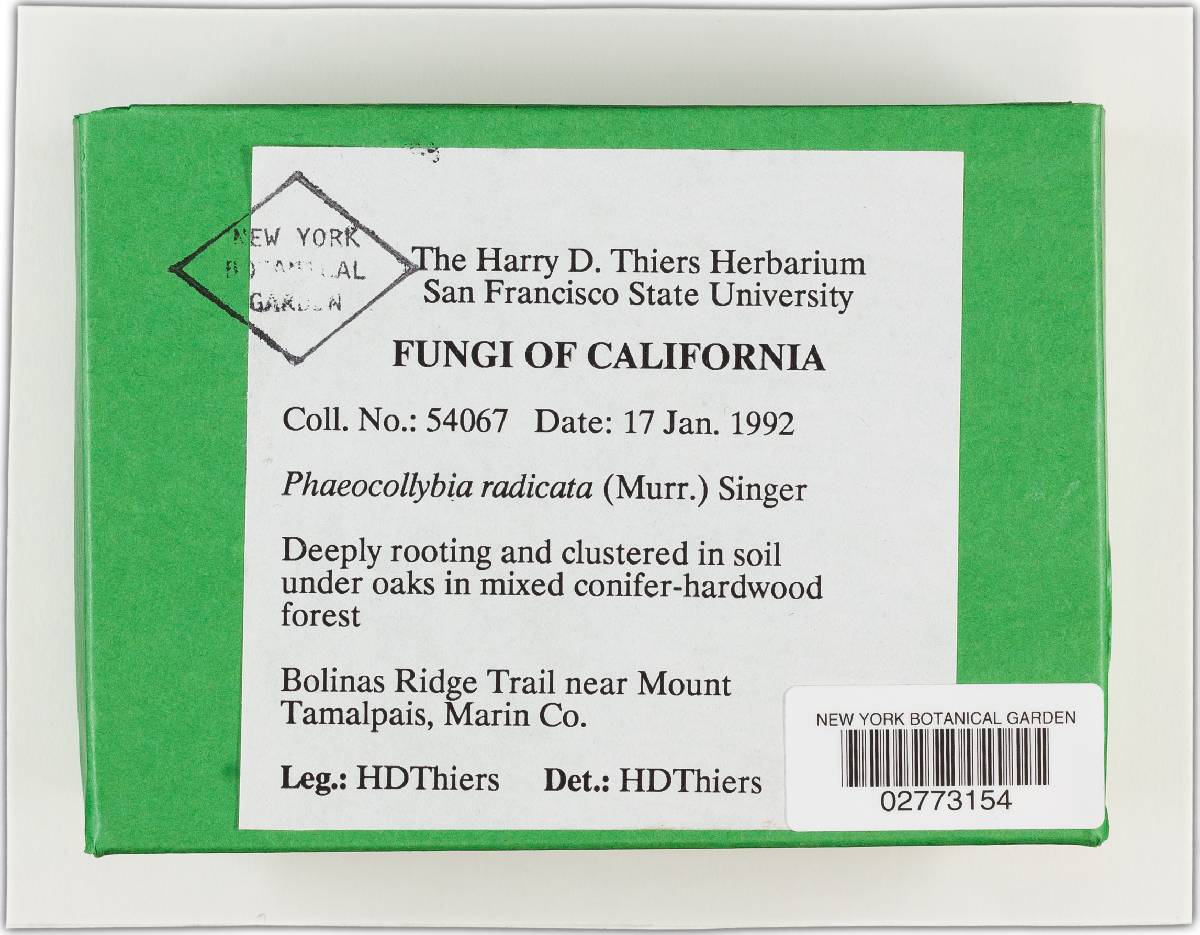 NEW YORK
BOTANICAL
GARDEN
The Harry D. Thiers Herbarium
San Francisco State University
FUNGI OF CALIFORNIA
Coll. No.: 54067 Date: 17 Jan. 1992
Phaeocollybia radicata (Murr.) Singer
Deeply rooting and clustered in soil
under oaks in mixed conifer-hardwood
forest
Bolinas Ridge Trail near Mount
Tamalpais, Marin Co.
Leg.: HDThiers Det.: HDThiers
NEW YORK BOTANICAL GARDEN
02773154